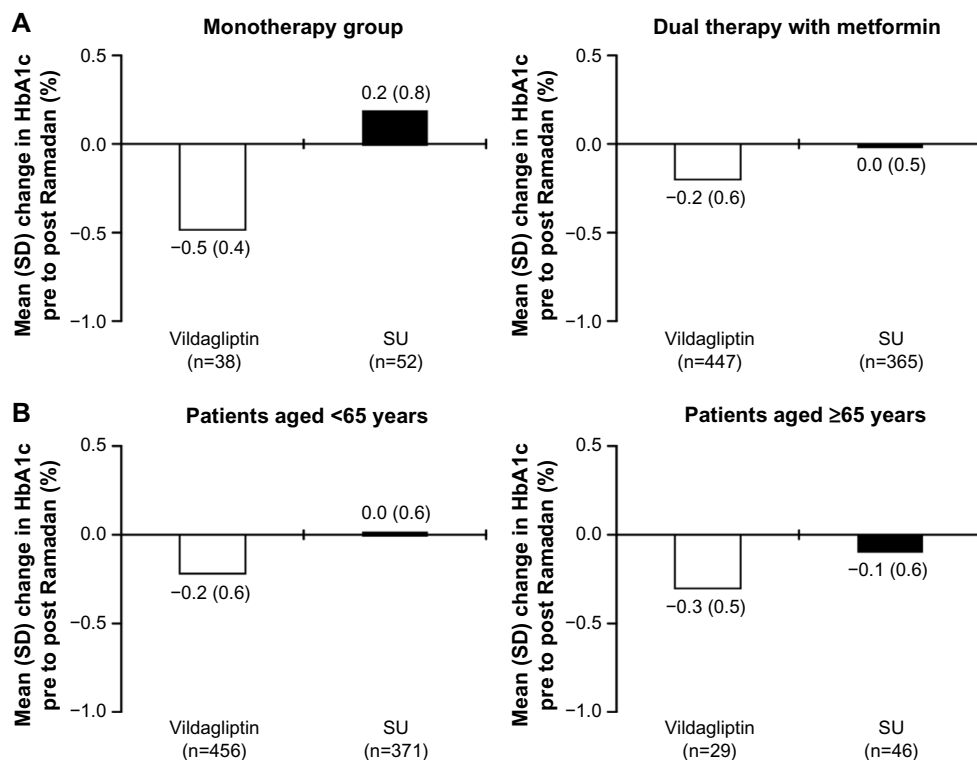 A
Monotherapy group
Mean (SD) change in HbA1c
pre to post Ramadan (%)
0.5
0.0
−0.5
−1.0
0.2 (0.8)
−0.5 (0.4)
Vildagliptin
(n=38)
SU
(n=52)
Dual therapy with metformin
Mean (SD) change in HbA1c
pre to post Ramadan (%)
0.5
0.0
−0.5
−1.0
−0.2 (0.6)
0.0 (0.5)
Vildagliptin
(n=447)
SU
(n=365)
B
Patients aged <65 years
Mean (SD) change in HbA1c
pre to post Ramadan (%)
0.5
0.0
−0.5
−1.0
0.0 (0.6)
−0.2 (0.6)
Vildagliptin
(n=456)
SU
(n=371)
Patients aged ≥65 years
Mean (SD) change in HbA1c
pre to post Ramadan (%)
0.5
0.0
−0.5
−1.0
−0.3 (0.5)
−0.1 (0.6)
Vildagliptin
(n=29)
SU
(n=46)